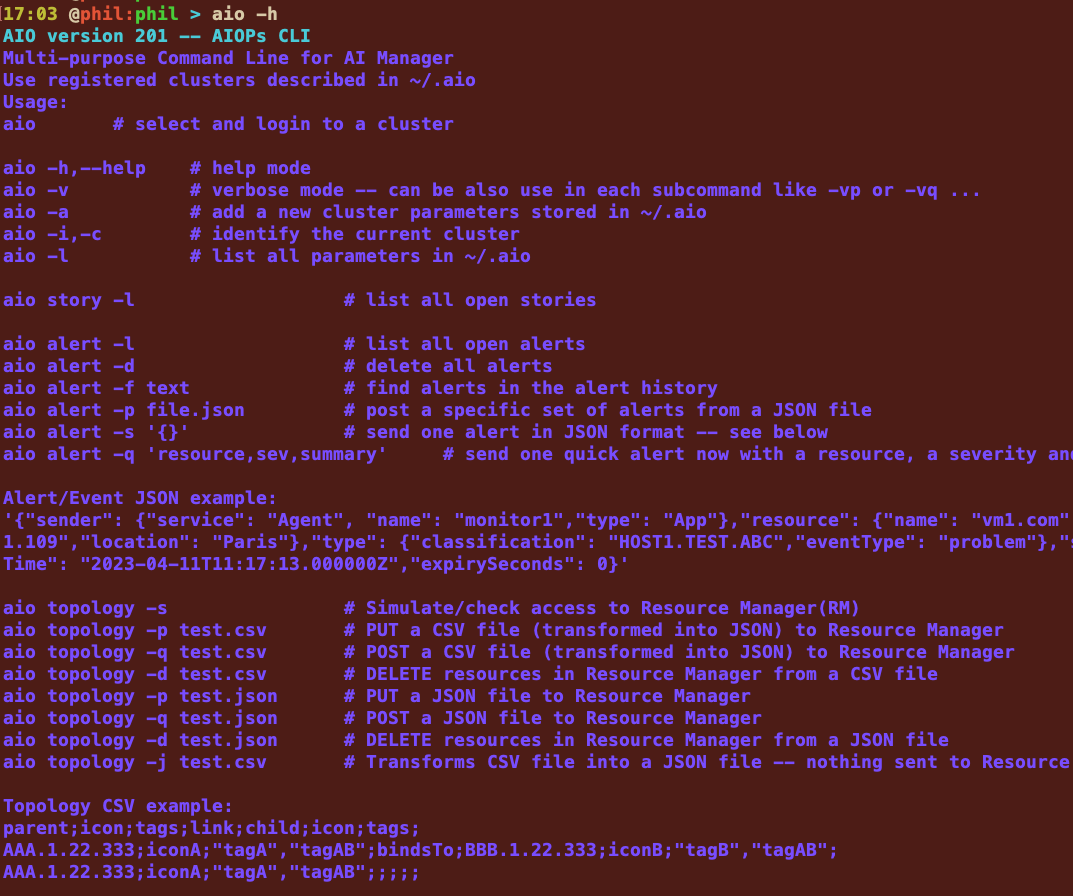 17:03 @phil:phil > aio -h
AIO version 201 -- AIOPs CLI
Multi-purpose Command Line for AI Manager
Use registered clusters described in ~/.aio
Usage:
aio       # select and login to a cluster
aio -h,--help    # help mode
aio -v           # verbose mode -- can be also use in each subcommand like -vp or -vq ...
aio -a           # add a new cluster parameters stored in ~/.aio
aio -i,-c        # identify the current cluster
aio -l           # list all parameters in ~/.aio
aio story -l                   # list all open stories
aio alert -l                   # list all open alerts
aio alert -d                   # delete all alerts
aio alert -f text              # find alerts in the alert history
aio alert -p file.json         # post a specific set of alerts from a JSON file
aio alert -s '{}'              # send one alert in JSON format -- see below
aio alert -q 'resource,sev,summary'     # send one quick alert now with a resource, a severity and
Alert/Event JSON example:
'{"sender": {"service": "Agent", "name": "monitor1","type": "App"},"resource": {"name": "vm1.com"
1.109","location": "Paris"},"type": {"classification": "HOST1.TEST.ABC","eventType": "problem"},"s
Time": "2023-04-11T11:17:13.000000Z","expirySeconds": 0}'
aio topology -s                # Simulate/check access to Resource Manager(RM)
aio topology -p test.csv       # PUT a CSV file (transformed into JSON) to Resource Manager
aio topology -q test.csv       # POST a CSV file (transformed into JSON) to Resource Manager
aio topology -d test.csv       # DELETE resources in Resource Manager from a CSV file
aio topology -p test.json      # PUT a JSON file to Resource Manager
aio topology -q test.json      # POST a JSON file to Resource Manager
aio topology -d test.json      # DELETE resources in Resource Manager from a JSON file
aio topology -j test.csv       # Transforms CSV file into a JSON file -- nothing sent to Resource
Topology CSV example:
parent;icon;tags;link;child;icon;tags;
AAA.1.22.333;iconA;"tagA","tagAB";bindsTo;BBB.1.22.333;iconB;"tagB","tagAB";
AAA.1.22.333;iconA;"tagA","tagAB";;;;;